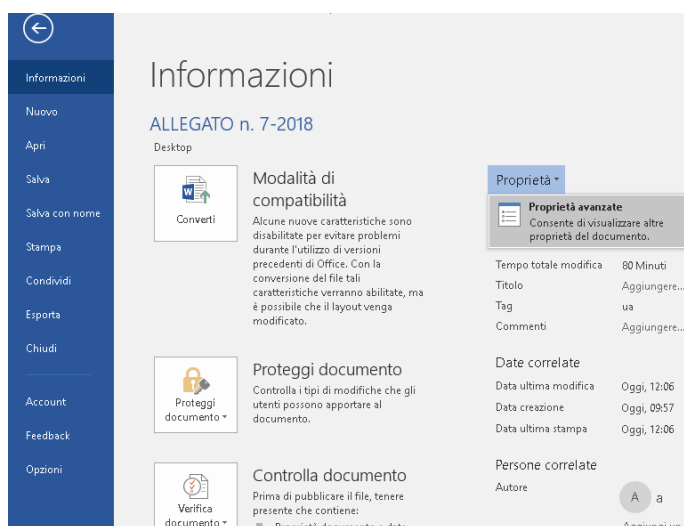 Informazioni
Nuovo
Apri
Salva
Salva con nome
Stampa
Condividi
Esporta
Chiudi
Account
Feedback
Opzioni
Informazioni
ALLEGATO n. 7-2018
Desktop
Converti
Modalità di
compatibilità
Alcune nuove caratteristiche sono
disabilitate per evitare problemi
durante l'utilizzo di versioni
precedenti di Office. Con la
conversione del file tali
caratteristiche verranno abilitate, ma
è possibile che il layout venga
modificato.
Proteggi
documento
Proteggi documento
Controlla i tipi di modifiche che gli
utenti possono apportare al
documento.
Verifica
documento
Controlla documento
Prima di pubblicare il file, tenere
presente che contiene:
Proprietà documento e data
Proprietà
Proprietà avanzate
Consente di visualizzare altre
proprietà del documento.
Tempo totale modifica 80 Minuti
Titolo Aggiungere...
Tag ua
Commenti Aggiungere...
Date correlate
Data ultima modifica Oggi, 12:06
Data creazione Oggi, 09:57
Data ultima stampa Oggi, 12:06
Persone correlate
Autore
A a
Aggiungi un